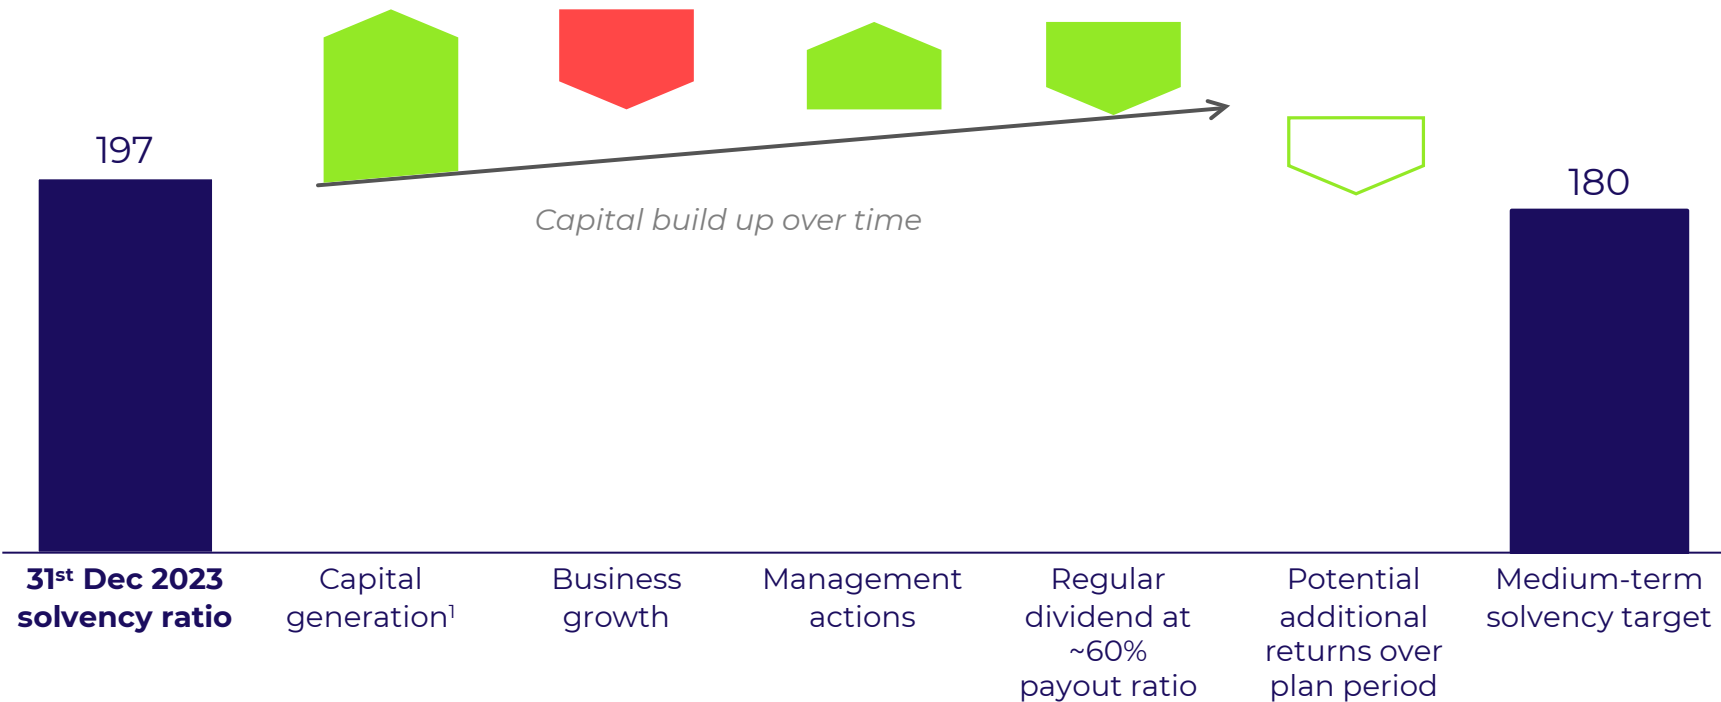 197
180
Capital build up over time
31st Dec 2023
solvency ratio
Capital
generation¹
Business
growth
Management
actions
Regular
dividend at
~60%
payout ratio
Potential
additional
returns over
plan period
Medium-term
solvency target